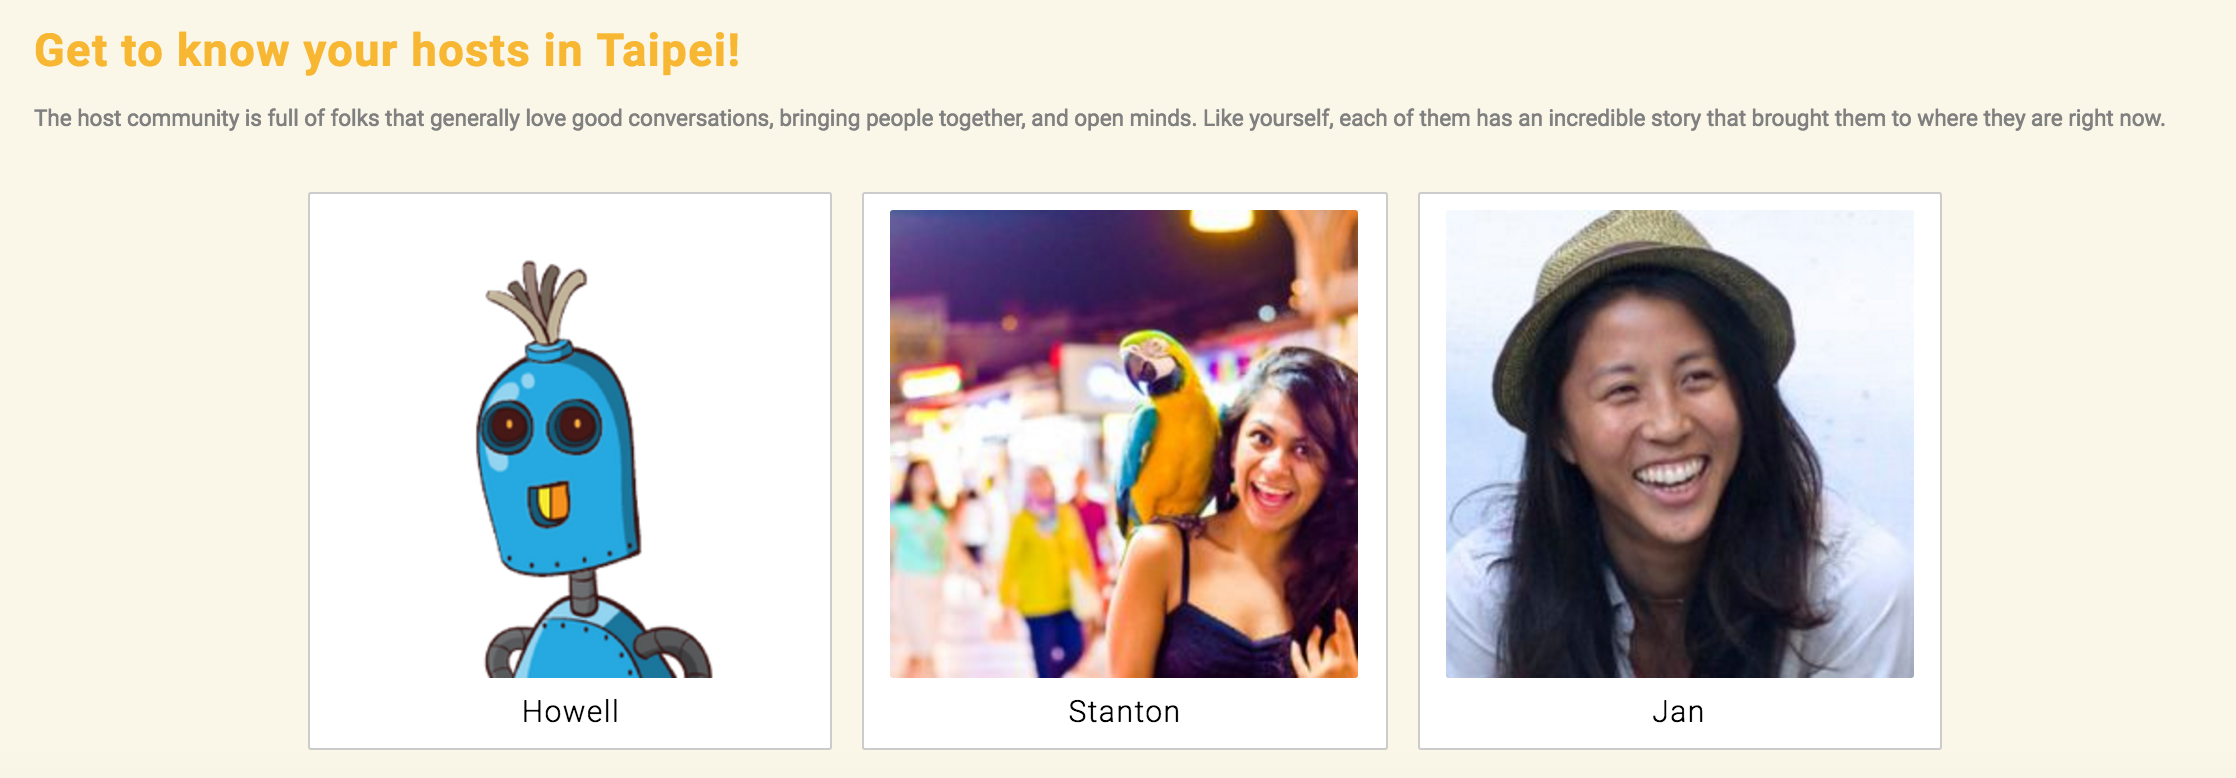 Get to know your hosts in Taipei!
The host community is full of folks that generally love good conversations, bringing people together, and open minds. Like yourself, each of them has an incredible story that brought them to where they are right now.
Howell
Stanton
Jan